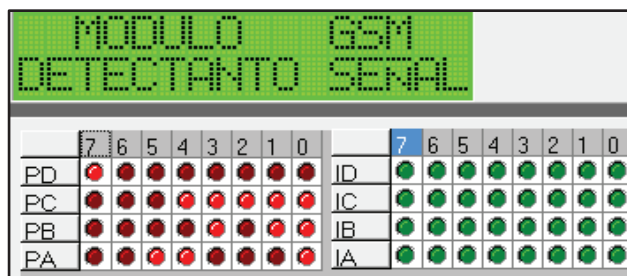 MODULO GSM
DETECTANTO SENAL
7 6 5 4 3 2 1 0 7 6 5 4 3 2 1 0
PD ID
PC IC
PB IB
PA IA